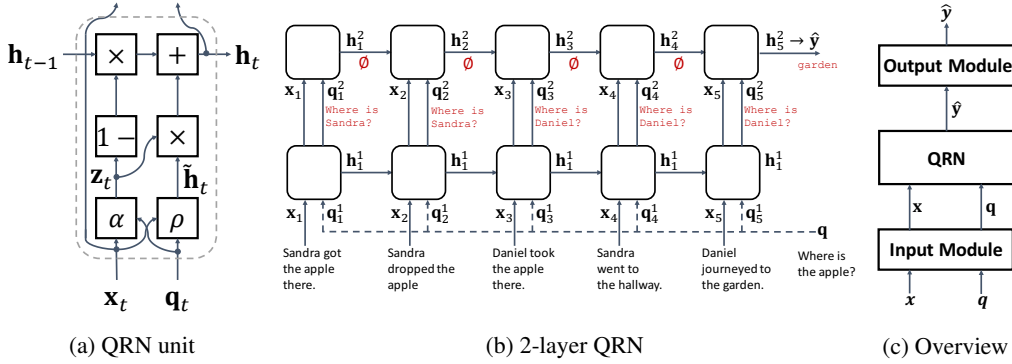 h_{t−1}
×
+
h_t
1 −
×
z_t
h̃_t
α
ρ
x_t
q_t
(a) QRN unit
h_1^2
h_2^2
h_3^2
h_4^2
h_5^2 → ŷ
∅
∅
∅
∅
garden
x_1
q_1^2
x_2
q_2^2
x_3
q_3^2
x_4
q_4^2
x_5
q_5^2
Where is
Sandra?
Where is
Sandra?
Where is
Daniel?
Where is
Daniel?
Where is
Daniel?
h_1^1
h_1^1
h_1^1
h_1^1
h_1^1
x_1
q_1^1
x_2
q_2^1
x_3
q_3^1
x_4
q_4^1
x_5
q_5^1
q
Sandra got
the apple
there.
Sandra
dropped the
apple
Daniel took
the apple
there.
Sandra
went to
the hallway.
Daniel
journeyed to
the garden.
Where is
the apple?
(b) 2-layer QRN
ŷ
Output Module
ŷ
QRN
x
q
Input Module
x
q
(c) Overview